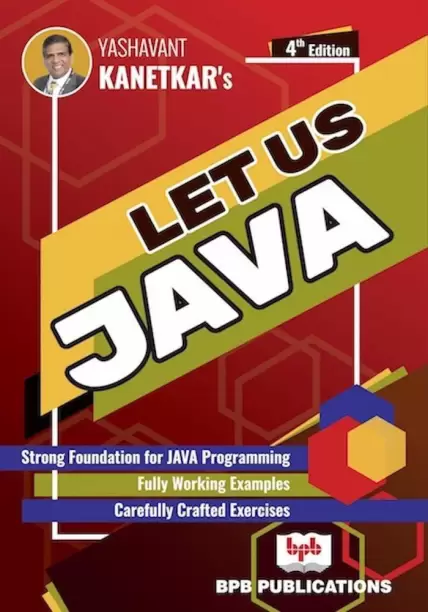 YASHAVANT
KANETKAR's
4th Edition
LET US
JAVA
Strong Foundation for JAVA Programming
Fully Working Examples
Carefully Crafted Exercises
bpb
BPB PUBLICATIONS